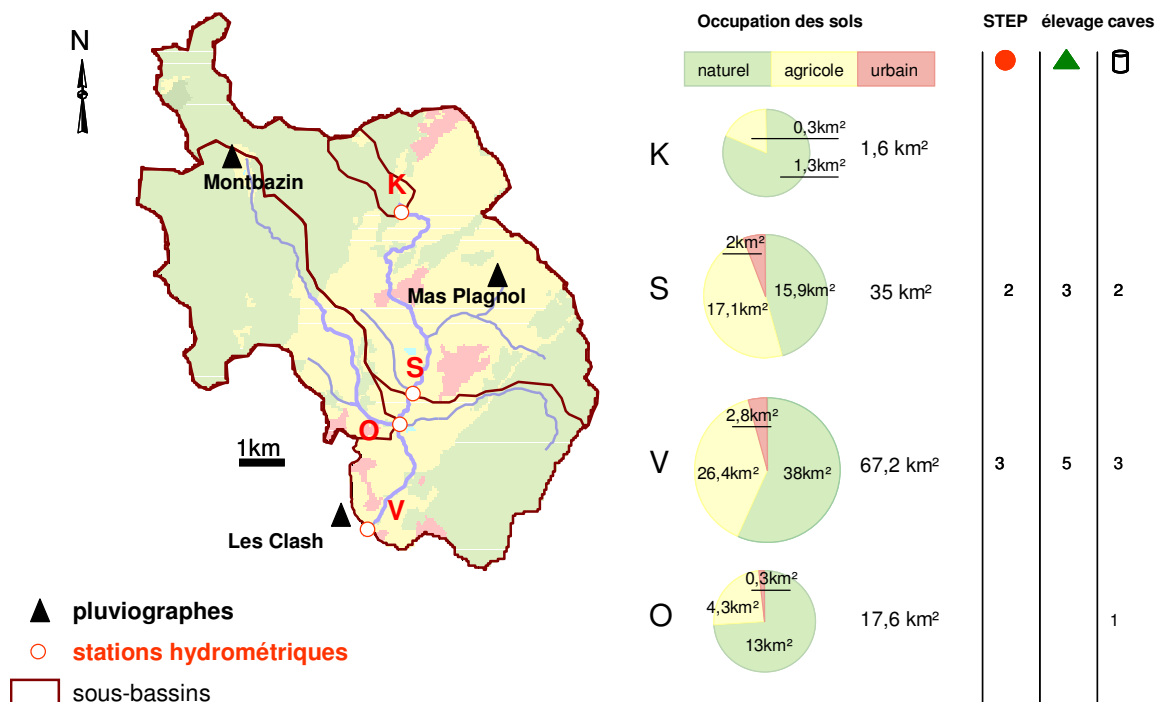 N
Montbazin
K
Mas Plagnol
S
O
1km
V
Les Clash
pluviographes
stations hydrométriques
sous-bassins
Occupation des sols
STEP élevage caves
naturel agricole urbain
K
0,3km²
1,3km²
1,6 km²
S
2km²
15,9km²
17,1km²
35 km²
2 3 2
V
2,8km²
26,4km²
38km²
67,2 km²
3 5 3
O
0,3km²
4,3km²
13km²
17,6 km²
1